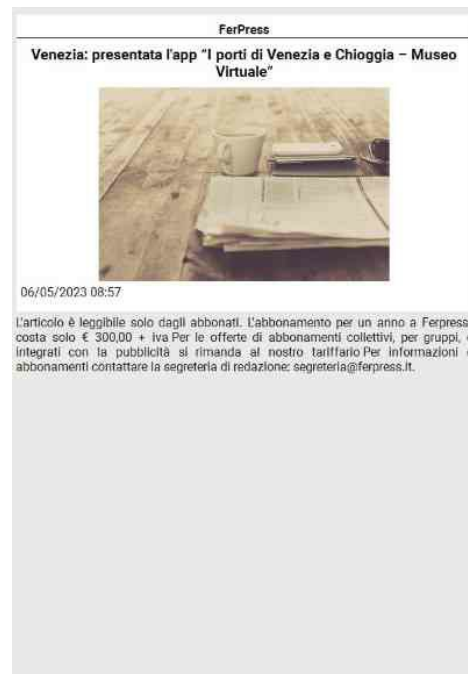 FerPress
Venezia: presentata l'app “I porti di Venezia e Chioggia – Museo
Virtuale”
06/05/2023 08:57
L'articolo è leggibile solo dagli abbonati. L'abbonamento per un anno a Ferpress
costa solo € 300,00 + iva Per le offerte di abbonamenti collettivi, per gruppi,
integrati con la pubblicità si rimanda al nostro tariffario Per informazioni
abbonamenti contattare la segreteria di redazione: segreteria@ferpress.it.